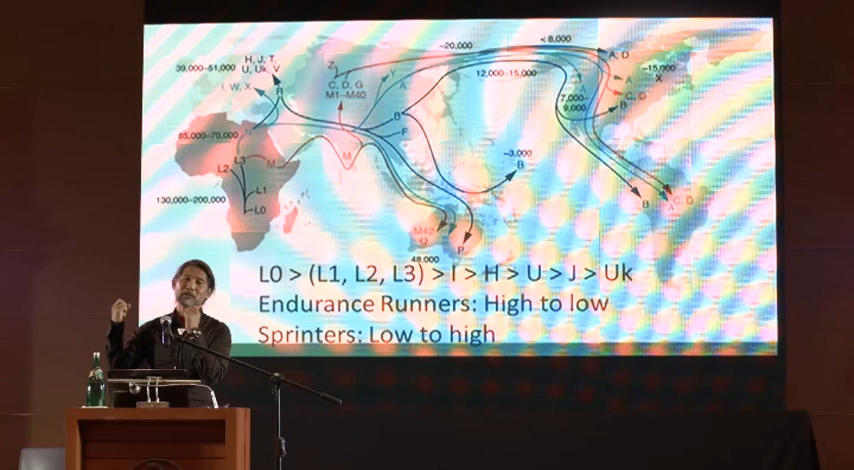 ~20,000
<8,000
H, J, T,
U, Uk, V
39,000–51,000
Z
Y
A, D
~15,000
X
I, W, X
R
C, D, G
M1–M40
A
12,000–15,000
A
C, D
7,000–
9,000
B
B
F
65,000–70,000
N
L3
M
M
L2
~3,000
B
130,000–200,000
L1
L0
B
C, D
A
M42
Q
P
48,000
L0 > (L1, L2, L3) > I > H > U > J > Uk
Endurance Runners: High to low
Sprinters: Low to high